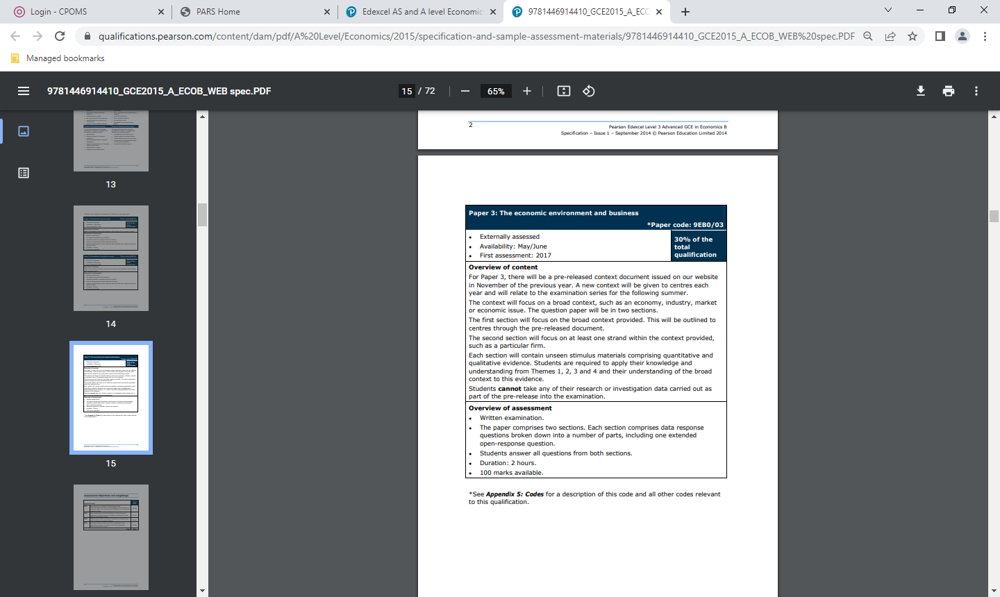 Login - CPOMS
PARS Home
Edexcel AS and A level Economic
9781446914410_GCE2015_A_ECC
qualifications.pearson.com/content/dam/pdf/A%20Level/Economics/2015/specification-and-sample-assessment-materials/9781446914410_GCE2015_A_ECOB_WEB%20spec.PDF
Managed bookmarks
9781446914410_GCE2015_A_ECOB_WEB spec.PDF
15 / 72
65%
13
14
15
2
Pearson Edexcel Level 3 Advanced GCE in Economics B
Specification – Issue 1 – September 2014 © Pearson Education Limited 2014
Paper 3: The economic environment and business
*Paper code: 9EB0/03
• Externally assessed
• Availability: May/June
• First assessment: 2017
30% of the
total
qualification
Overview of content
For Paper 3, there will be a pre-released context document issued on our website
in November of the previous year. A new context will be given to centres each
year and will relate to the examination series for the following summer.
The context will focus on a broad context, such as an economy, industry, market
or economic issue. The question paper will be in two sections.
The first section will focus on the broad context provided. This will be outlined to
centres through the pre-released document.
The second section will focus on at least one strand within the context provided,
such as a particular firm.
Each section will contain unseen stimulus materials comprising quantitative and
qualitative evidence. Students are required to apply their knowledge and
understanding from Themes 1, 2, 3 and 4 and their understanding of the broad
context to this evidence.
Students cannot take any of their research or investigation data carried out as
part of the pre-release into the examination.
Overview of assessment
• Written examination.
• The paper comprises two sections. Each section comprises data response
questions broken down into a number of parts, including one extended
open-response question.
• Students answer all questions from both sections.
• Duration: 2 hours.
• 100 marks available.
*See Appendix 5: Codes for a description of this code and all other codes relevant
to this qualification.